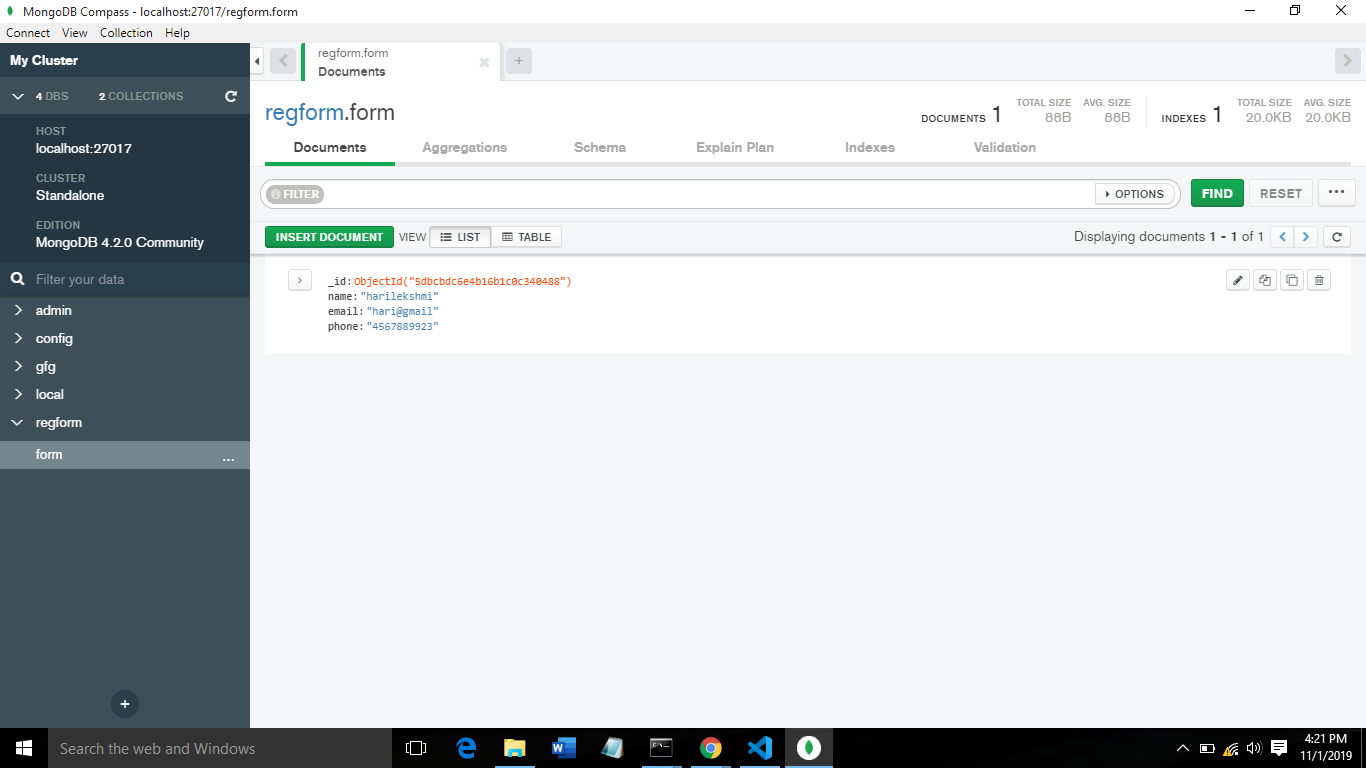 MongoDB Compass - localhost:27017/regform.form
Connect View Collection Help
My Cluster
4 DBS 2 COLLECTIONS
HOST
localhost:27017
CLUSTER
Standalone
EDITION
MongoDB 4.2.0 Community
Filter your data
admin
config
gfg
local
regform
form ...
regform.form
Documents
+
regform.form
DOCUMENTS 1 TOTAL SIZE 88B AVG. SIZE 88B INDEXES 1 TOTAL SIZE 20.0KB AVG. SIZE 20.0KB
Documents Aggregations Schema Explain Plan Indexes Validation
FILTER OPTIONS FIND RESET ...
INSERT DOCUMENT VIEW LIST TABLE Displaying documents 1 - 1 of 1
_id: ObjectId("5dbcbdc6e4b16b1c0c340488")
name: "harilekshmi"
email: "hari@gmail"
phone: "4567889923"
+
Search the web and Windows
4:21 PM
11/1/2019